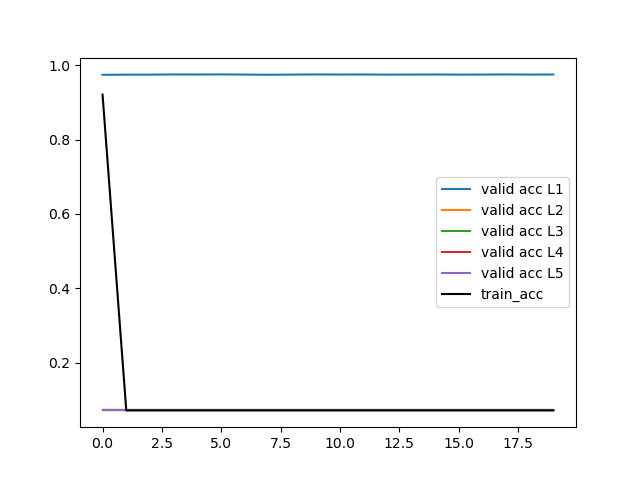 1.0
0.8
0.6
0.4
0.2
0.0 2.5 5.0 7.5 10.0 12.5 15.0 17.5
valid acc L1
valid acc L2
valid acc L3
valid acc L4
valid acc L5
train_acc